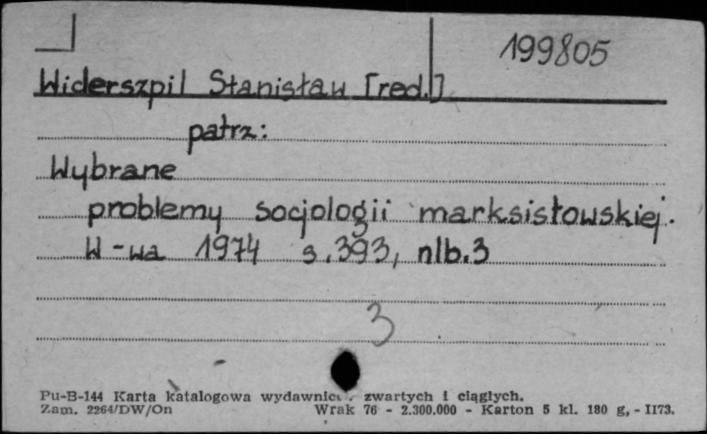 199805
Widerszpil Stanisław [red.]
patrz:
Wybrane
problemy socjologii marksistowskiej.
W-wa 1974 s. 393, nlb. 3
3
Pu-B-144 Karta katalogowa wydawnict zwartych i ciągłych.
Zam. 2264/DW/On Wrak 76 - 2.300.000 - Karton 5 kl. 180 g, - II73.